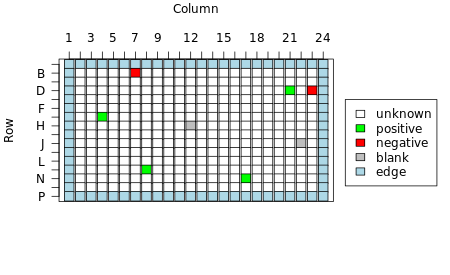 Column
1 3 5 7 9 12 15 18 21 24
Row
B
D
F
H
J
L
N
P
unknown
positive
negative
blank
edge